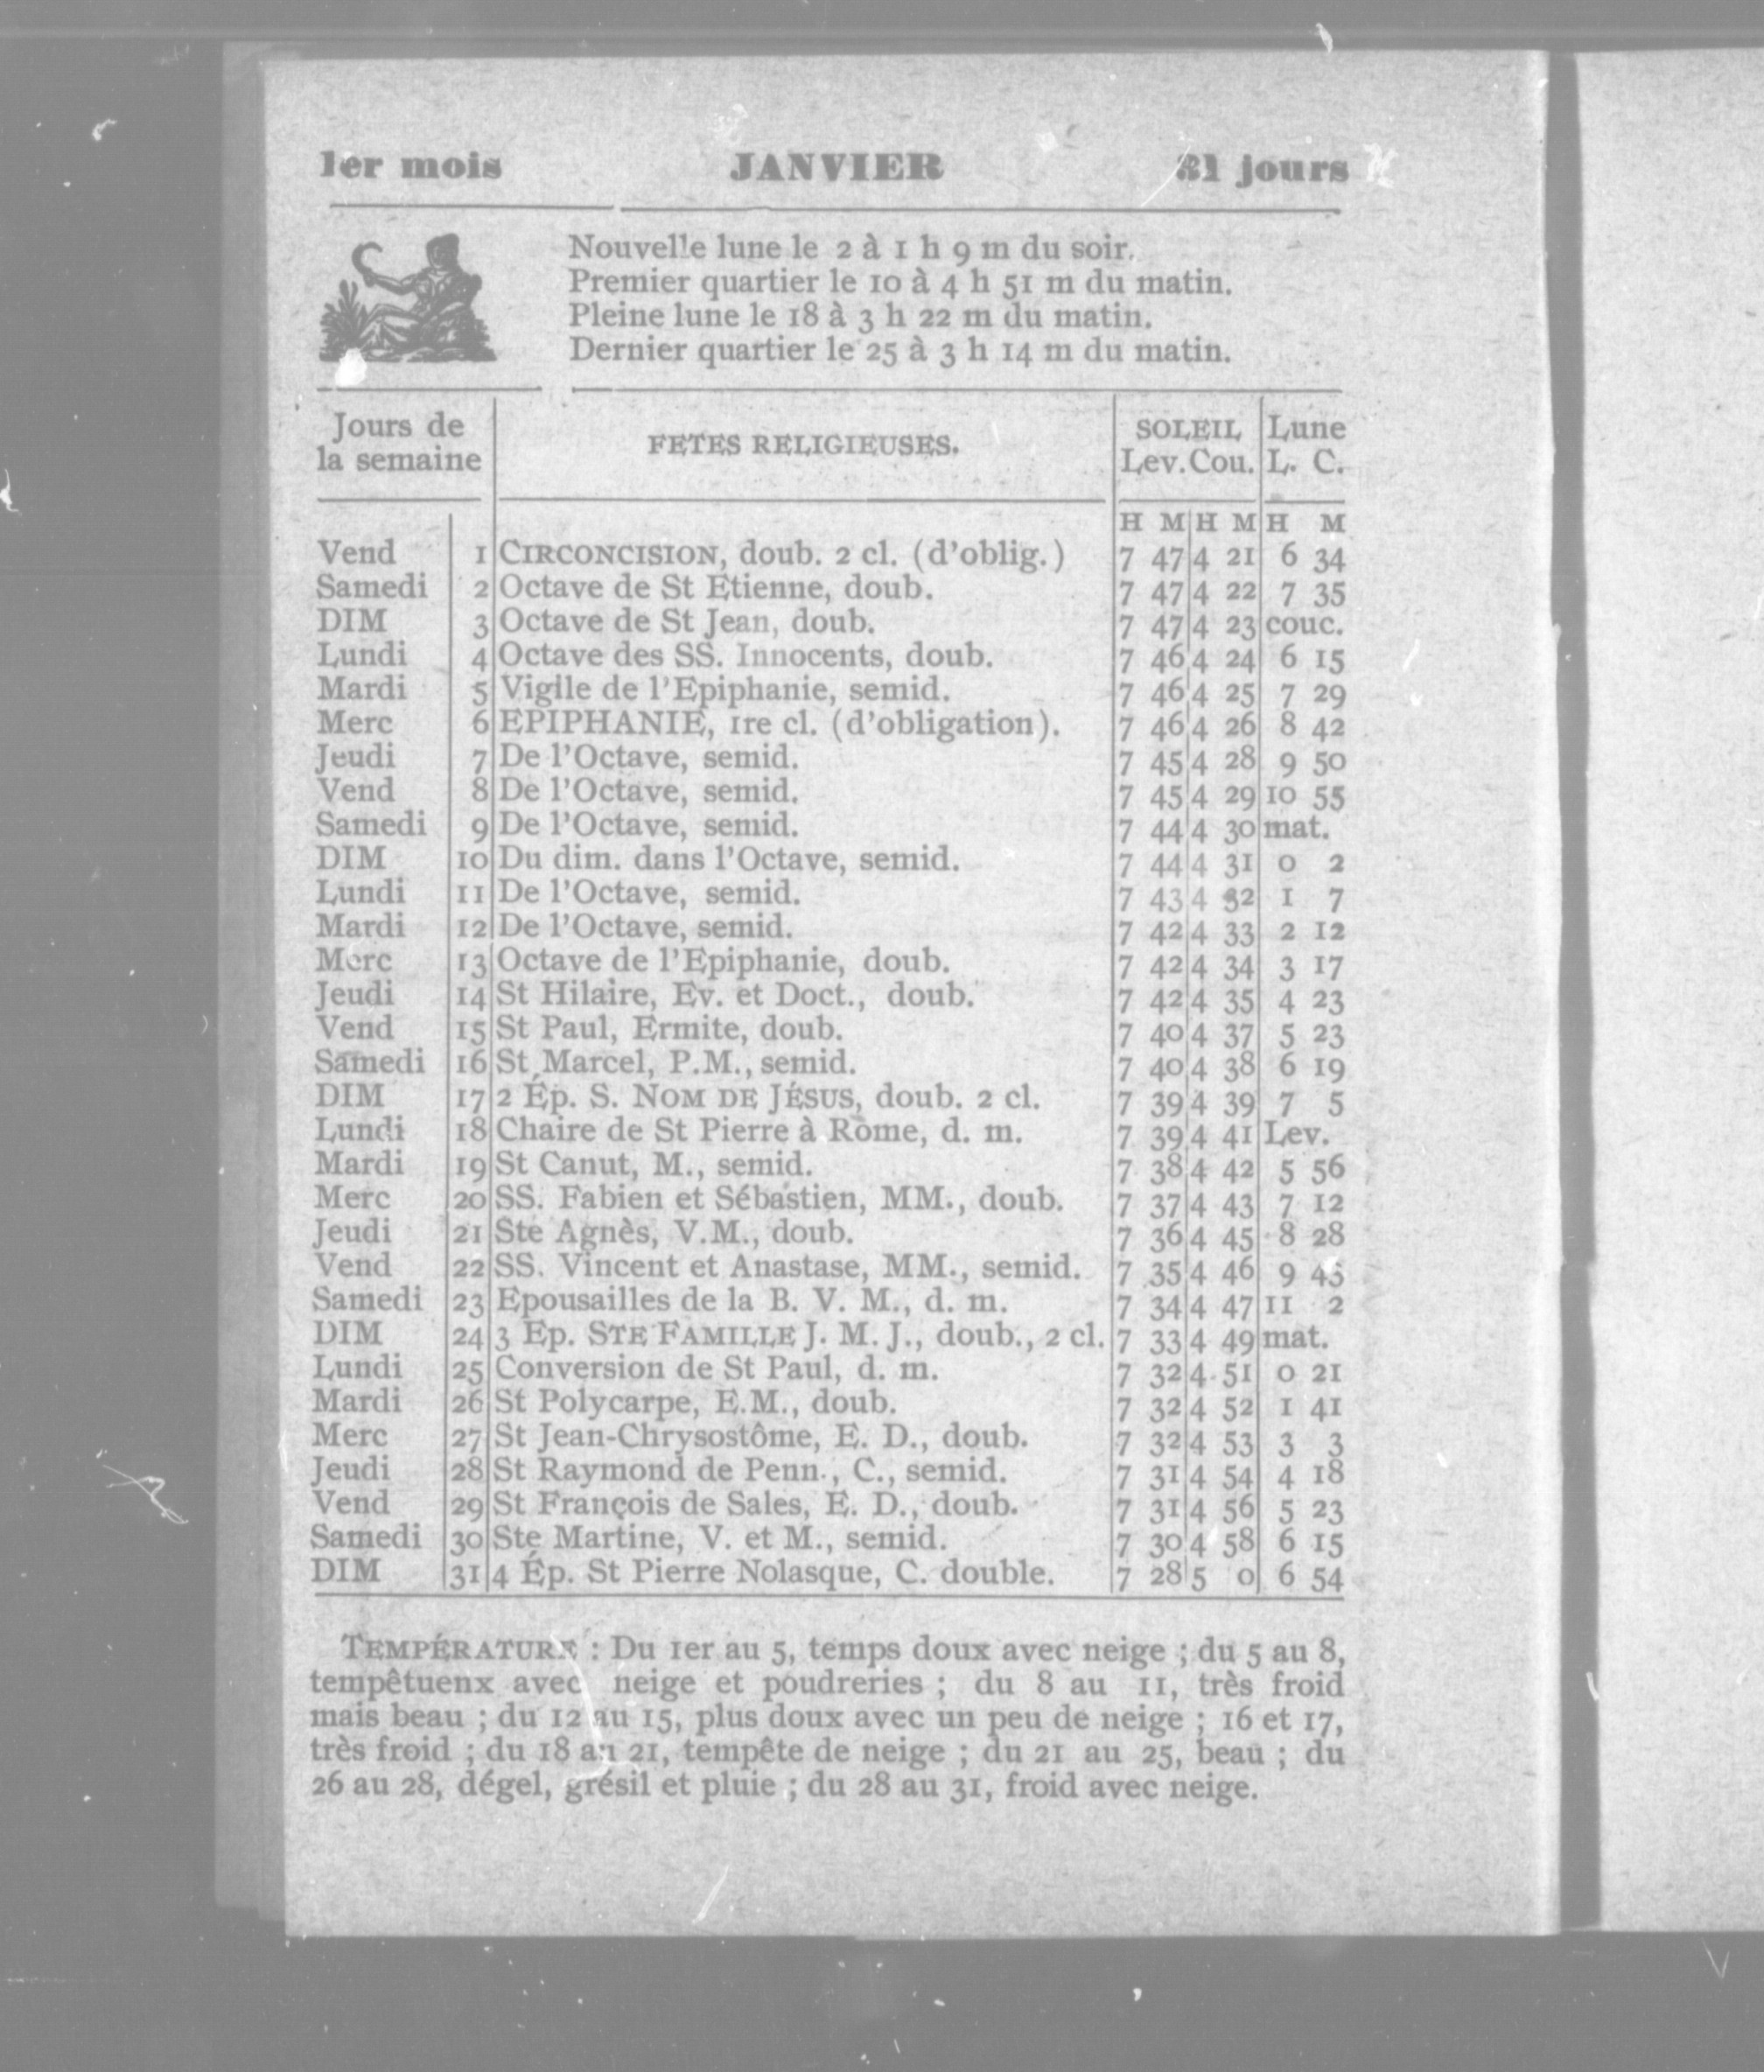 1er mois JANVIER 31 jours
Nouvelle lune le 2 à 1 h 9 m du soir.
Premier quartier le 10 à 4 h 51 m du matin.
Pleine lune le 18 à 3 h 22 m du matin.
Dernier quartier le 25 à 3 h 14 m du matin.
Jours de la semaine FETES RELIGIEUSES. SOLEIL Lev. Cou. Lune L. C.
H M H M H M
Vend 1 CIRCONCISION, doub. 2 cl. (d'oblig.) 7 47 4 21 6 34
Samedi 2 Octave de St Etienne, doub. 7 47 4 22 7 35
DIM 3 Octave de St Jean, doub. 7 47 4 23 couc.
Lundi 4 Octave des SS. Innocents, doub. 7 46 4 24 6 15
Mardi 5 Vigile de l'Epiphanie, semid. 7 46 4 25 7 29
Merc 6 EPIPHANIE, 1re cl. (d'obligation). 7 46 4 26 8 42
Jeudi 7 De l'Octave, semid. 7 45 4 28 9 50
Vend 8 De l'Octave, semid. 7 45 4 29 10 55
Samedi 9 De l'Octave, semid. 7 44 4 30 mat.
DIM 10 Du dim. dans l'Octave, semid. 7 44 4 31 0 2
Lundi 11 De l'Octave, semid. 7 43 4 32 1 7
Mardi 12 De l'Octave, semid. 7 42 4 33 2 12
Merc 13 Octave de l'Epiphanie, doub. 7 42 4 34 3 17
Jeudi 14 St Hilaire, Ev. et Doct., doub. 7 42 4 35 4 23
Vend 15 St Paul, Ermite, doub. 7 40 4 37 5 23
Samedi 16 St Marcel, P.M., semid. 7 40 4 38 6 19
DIM 17 2 Ép. S. NOM DE JÉSUS, doub. 2 cl. 7 39 4 39 7 5
Lundi 18 Chaire de St Pierre à Rome, d. m. 7 39 4 41 Lev.
Mardi 19 St Canut, M., semid. 7 38 4 42 5 56
Merc 20 SS. Fabien et Sébastien, MM., doub. 7 37 4 43 7 12
Jeudi 21 Ste Agnès, V.M., doub. 7 36 4 45 8 28
Vend 22 SS. Vincent et Anastase, MM., semid. 7 35 4 46 9 45
Samedi 23 Epousailles de la B. V. M., d. m. 7 34 4 47 11 2
DIM 24 3 Ep. STE FAMILLE J. M. J., doub., 2 cl. 7 33 4 49 mat.
Lundi 25 Conversion de St Paul, d. m. 7 32 4 51 0 21
Mardi 26 St Polycarpe, E.M., doub. 7 32 4 52 1 41
Merc 27 St Jean-Chrysostôme, E. D., doub. 7 32 4 53 3 3
Jeudi 28 St Raymond de Penn., C., semid. 7 31 4 54 4 18
Vend 29 St François de Sales, E. D., doub. 7 31 4 56 5 23
Samedi 30 Ste Martine, V. et M., semid. 7 30 4 58 6 15
DIM 31 4 Ép. St Pierre Nolasque, C. double. 7 28 5 0 6 54
TEMPÉRATURE : Du 1er au 5, temps doux avec neige ; du 5 au 8,
tempêtuenx avec neige et poudreries ; du 8 au 11, très froid
mais beau ; du 12 au 15, plus doux avec un peu de neige ; 16 et 17,
très froid ; du 18 au 21, tempête de neige ; du 21 au 25, beau ; du
26 au 28, dégel, grésil et pluie ; du 28 au 31, froid avec neige.